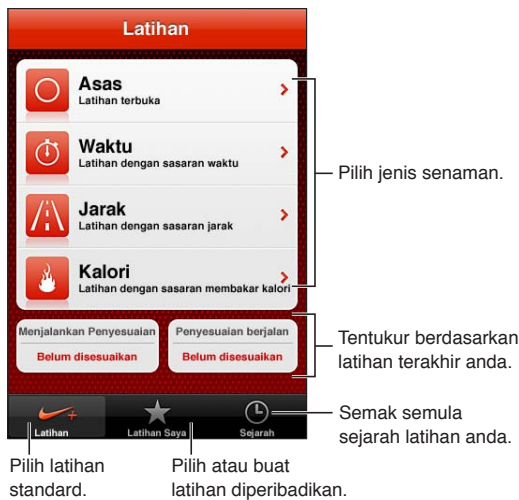 Latihan
Asas
Latihan terbuka
Waktu
Latihan dengan sasaran waktu
Jarak
Latihan dengan sasaran jarak
Kalori
Latihan dengan sasaran membakar kalori
Pilih jenis senaman.
Menjalankan Penyesuaian
Belum disesuaikan
Penyesuaian berjalan
Belum disesuaikan
Tentukur berdasarkan
latihan terakhir anda.
Latihan
Latihan Saya
Sejarah
Semak semula
sejarah latihan anda.
Pilih latihan
standard.
Pilih atau buat
latihan diperibadikan.